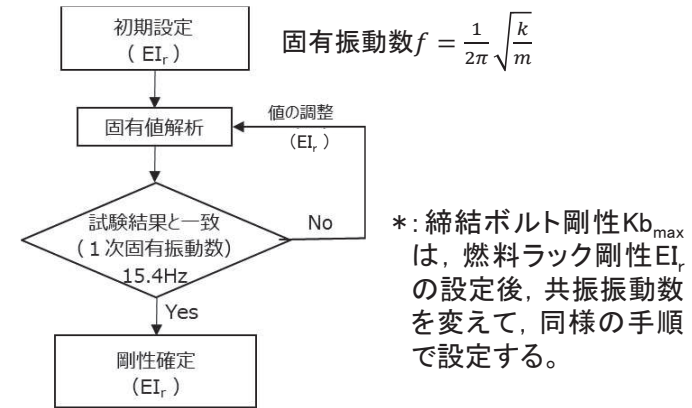 初期設定
（ EIr ）
固有振動数f = 1/2π √k/m
固有値解析
値の調整
（EIr ）
試験結果と一致
（１次固有振動数）
15.4Hz
No
Yes
剛性確定
（EIr ）
＊：締結ボルト剛性Kbmax
は，燃料ラック剛性EIr
の設定後，共振振動数
を変えて，同様の手順
で設定する。